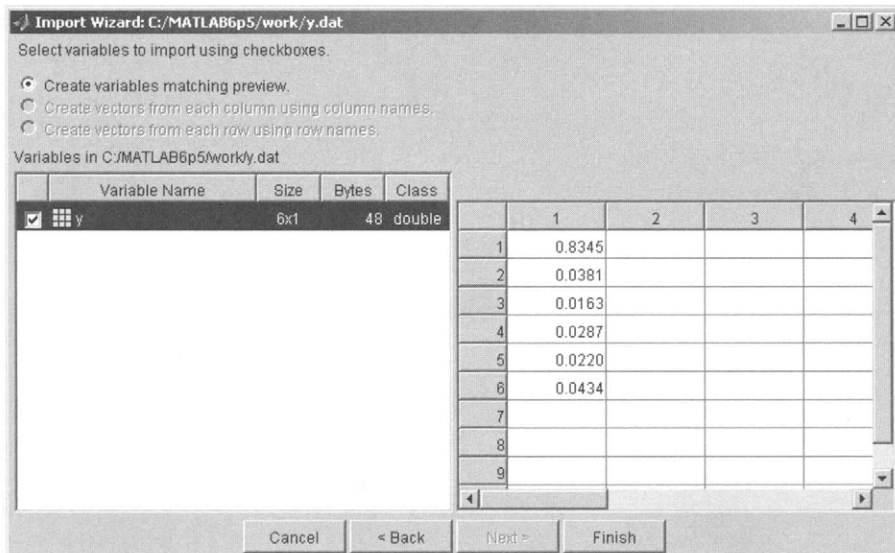 Import Wizard: C:/MATLAB6p5/work/y.dat
Select variables to import using checkboxes.
Create variables matching preview.
Create vectors from each column using column names.
Create vectors from each row using row names.
Variables in C:/MATLAB6p5/work/y.dat
Variable Name Size Bytes Class
y 6x1 48 double
1 2 3 4
1 0.8345
2 0.0381
3 0.0163
4 0.0287
5 0.0220
6 0.0434
7
8
9
Cancel < Back Next > Finish